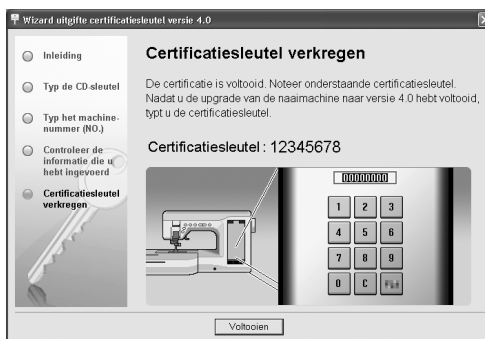 Wizard uitgifte certificatiesleutel versie 4.0
Inleiding
Typ de CD-sleutel
Typ het machine-
nummer (NO.)
Controleer de
informatie die u
hebt ingevoerd
Certificatiesleutel
verkregen
Certificatiesleutel verkregen
De certificatie is voltooid. Noteer onderstaande certificatiesleutel.
Nadat u de upgrade van de naaimachine naar versie 4.0 hebt voltooid,
typt u de certificatiesleutel.
Certificatiesleutel : 12345678
00000000
1 2 3
4 5 6
7 8 9
0 C
Voltooien